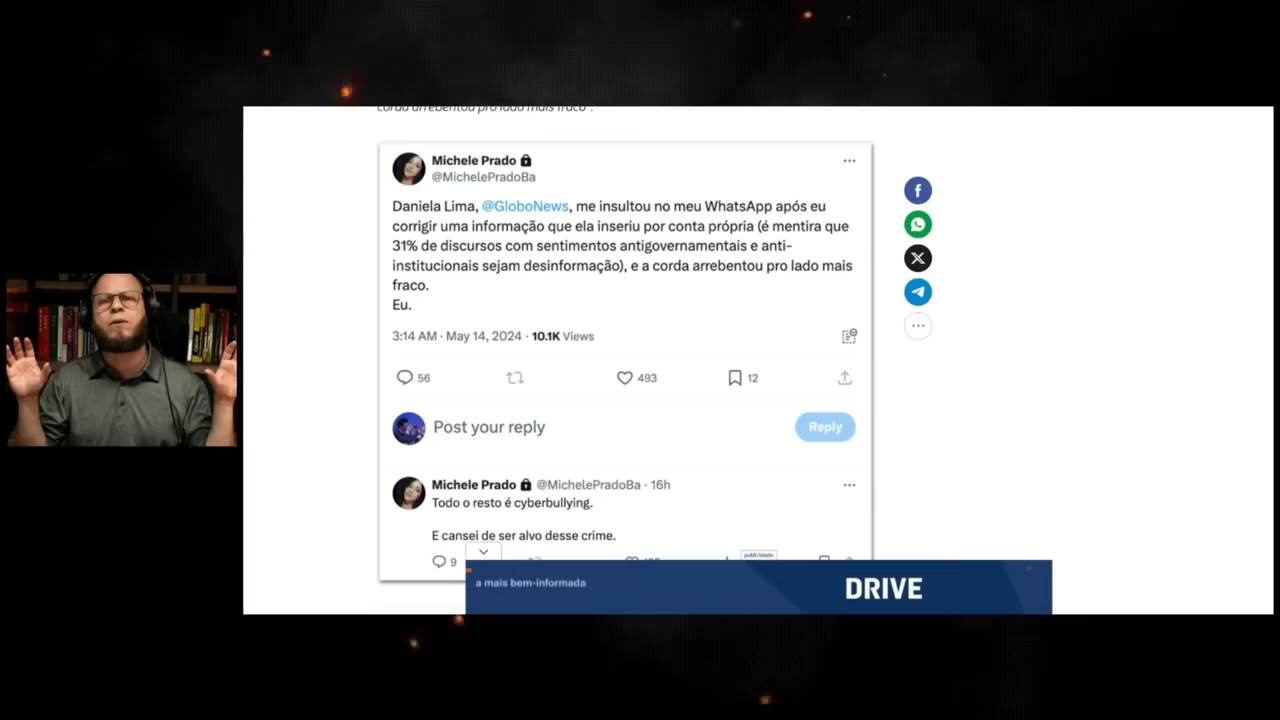 corda arrebentou pro lado mais fraco".
Michele Prado
@MichelePradoBa
Daniela Lima, @GloboNews, me insultou no meu WhatsApp após eu
corrigir uma informação que ela inseriu por conta própria (é mentira que
31% de discursos com sentimentos antigovernamentais e anti-
institucionais sejam desinformação), e a corda arrebentou pro lado mais
fraco.
Eu.
3:14 AM · May 14, 2024 · 10.1K Views
56
493
12
Post your reply
Reply
Michele Prado @MichelePradoBa · 16h
Todo o resto é cyberbullying.
E cansei de ser alvo desse crime.
9
publicidade
a mais bem-informada
DRIVE